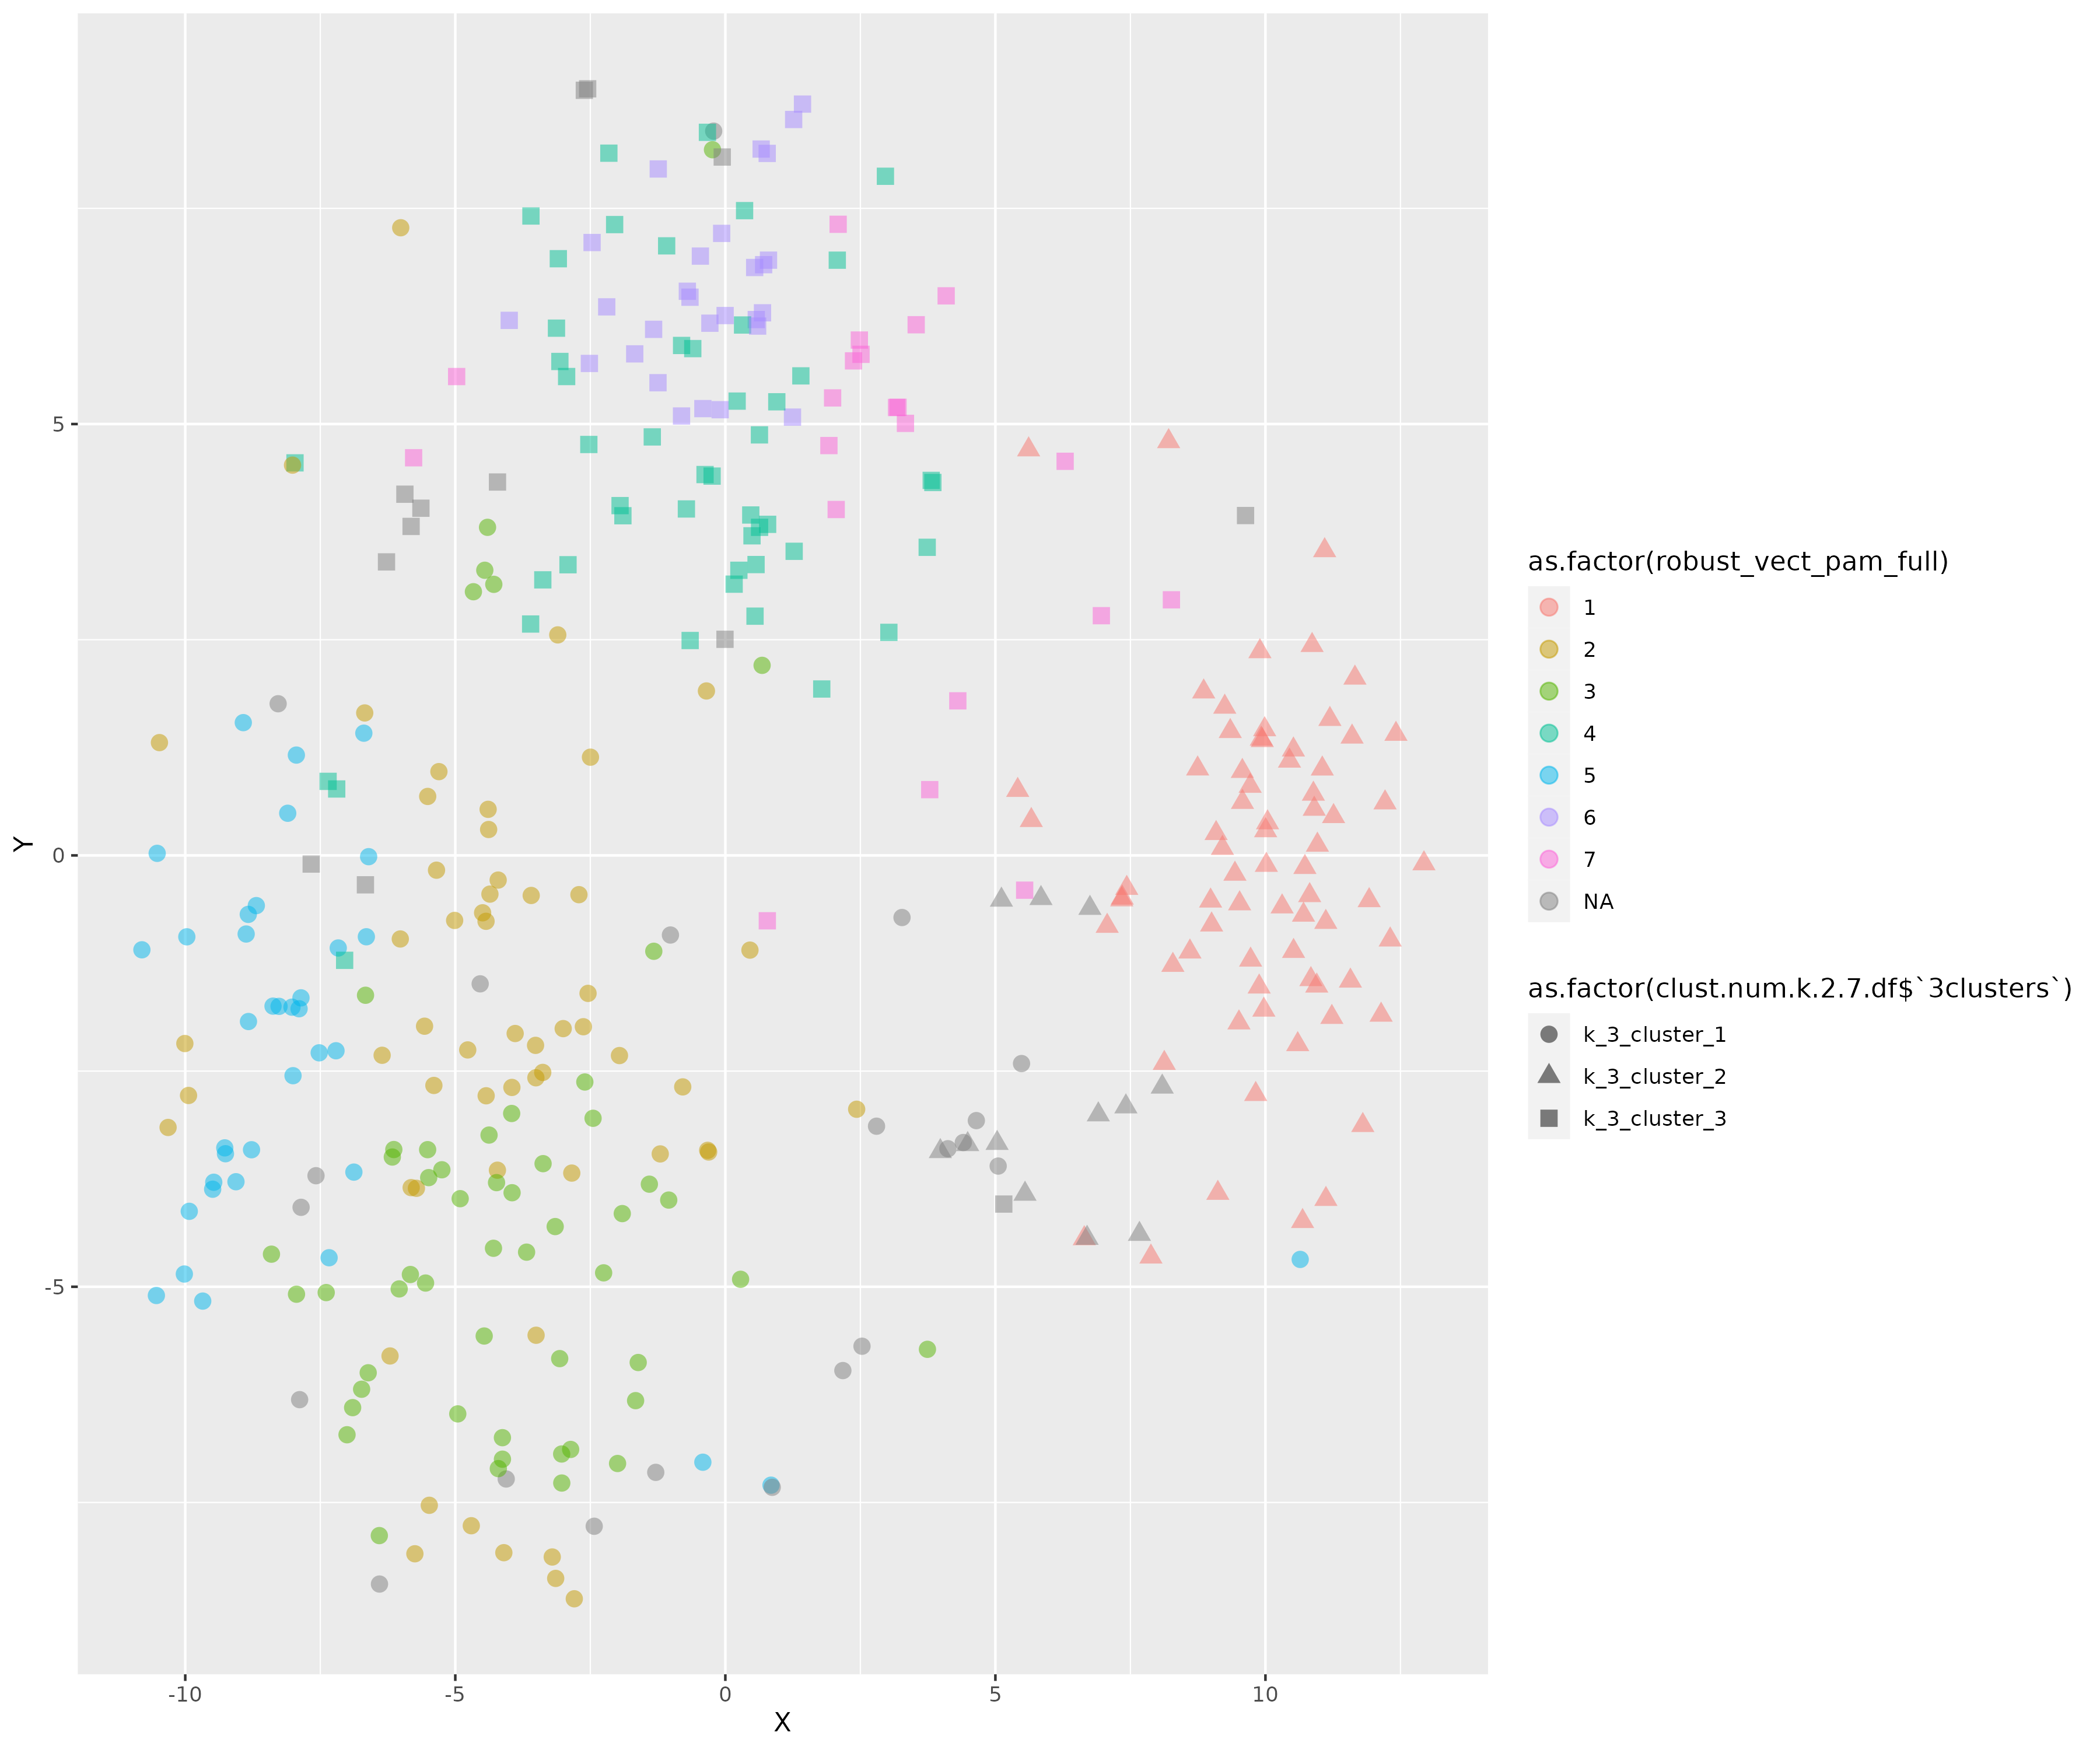 Y
5
0
-5
-10
-5
0
5
10
X
as.factor(robust_vect_pam_full)
1
2
3
4
5
6
7
NA
as.factor(clust.num.k.2.7.df$`3clusters`)
k_3_cluster_1
k_3_cluster_2
k_3_cluster_3